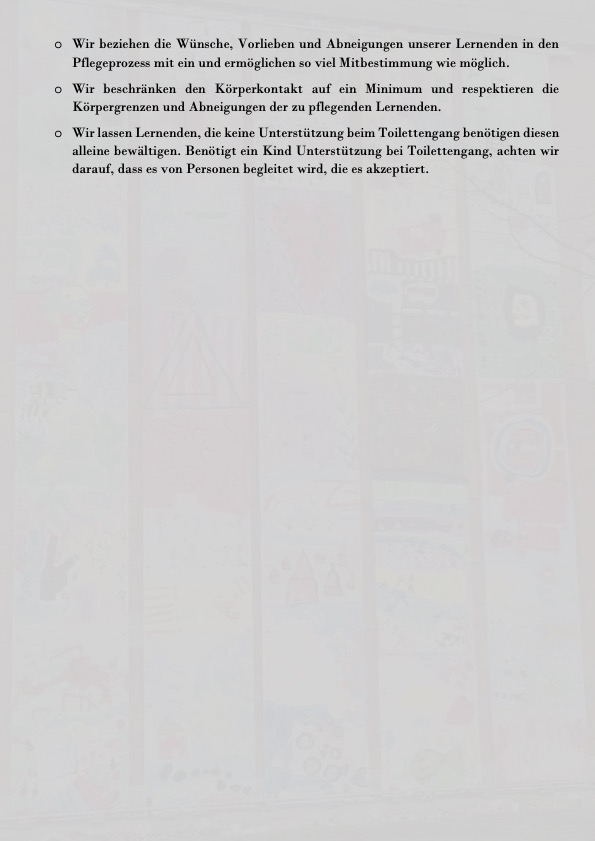 o Wir beziehen die Wünsche, Vorlieben und Abneigungen unserer Lernenden in den
Pflegeprozess mit ein und ermöglichen so viel Mitbestimmung wie möglich.
o Wir beschränken den Körperkontakt auf ein Minimum und respektieren die
Körpergrenzen und Abneigungen der zu pflegenden Lernenden.
o Wir lassen Lernenden, die keine Unterstützung beim Toilettengang benötigen diesen
alleine bewältigen. Benötigt ein Kind Unterstützung bei Toilettengang, achten wir
darauf, dass es von Personen begleitet wird, die es akzeptiert.